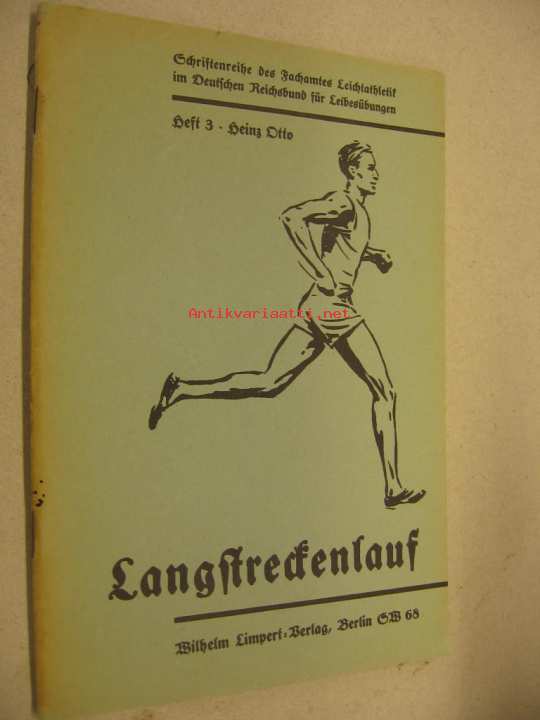 Schriftenreihe des Fachamtes Leichtathletik
im Deutschen Reichsbund für Leibesübungen
Heft 3 · Heinz Otto
Antikvariaatti.net
Langstreckenlauf
Wilhelm Limpert-Verlag, Berlin SW 68